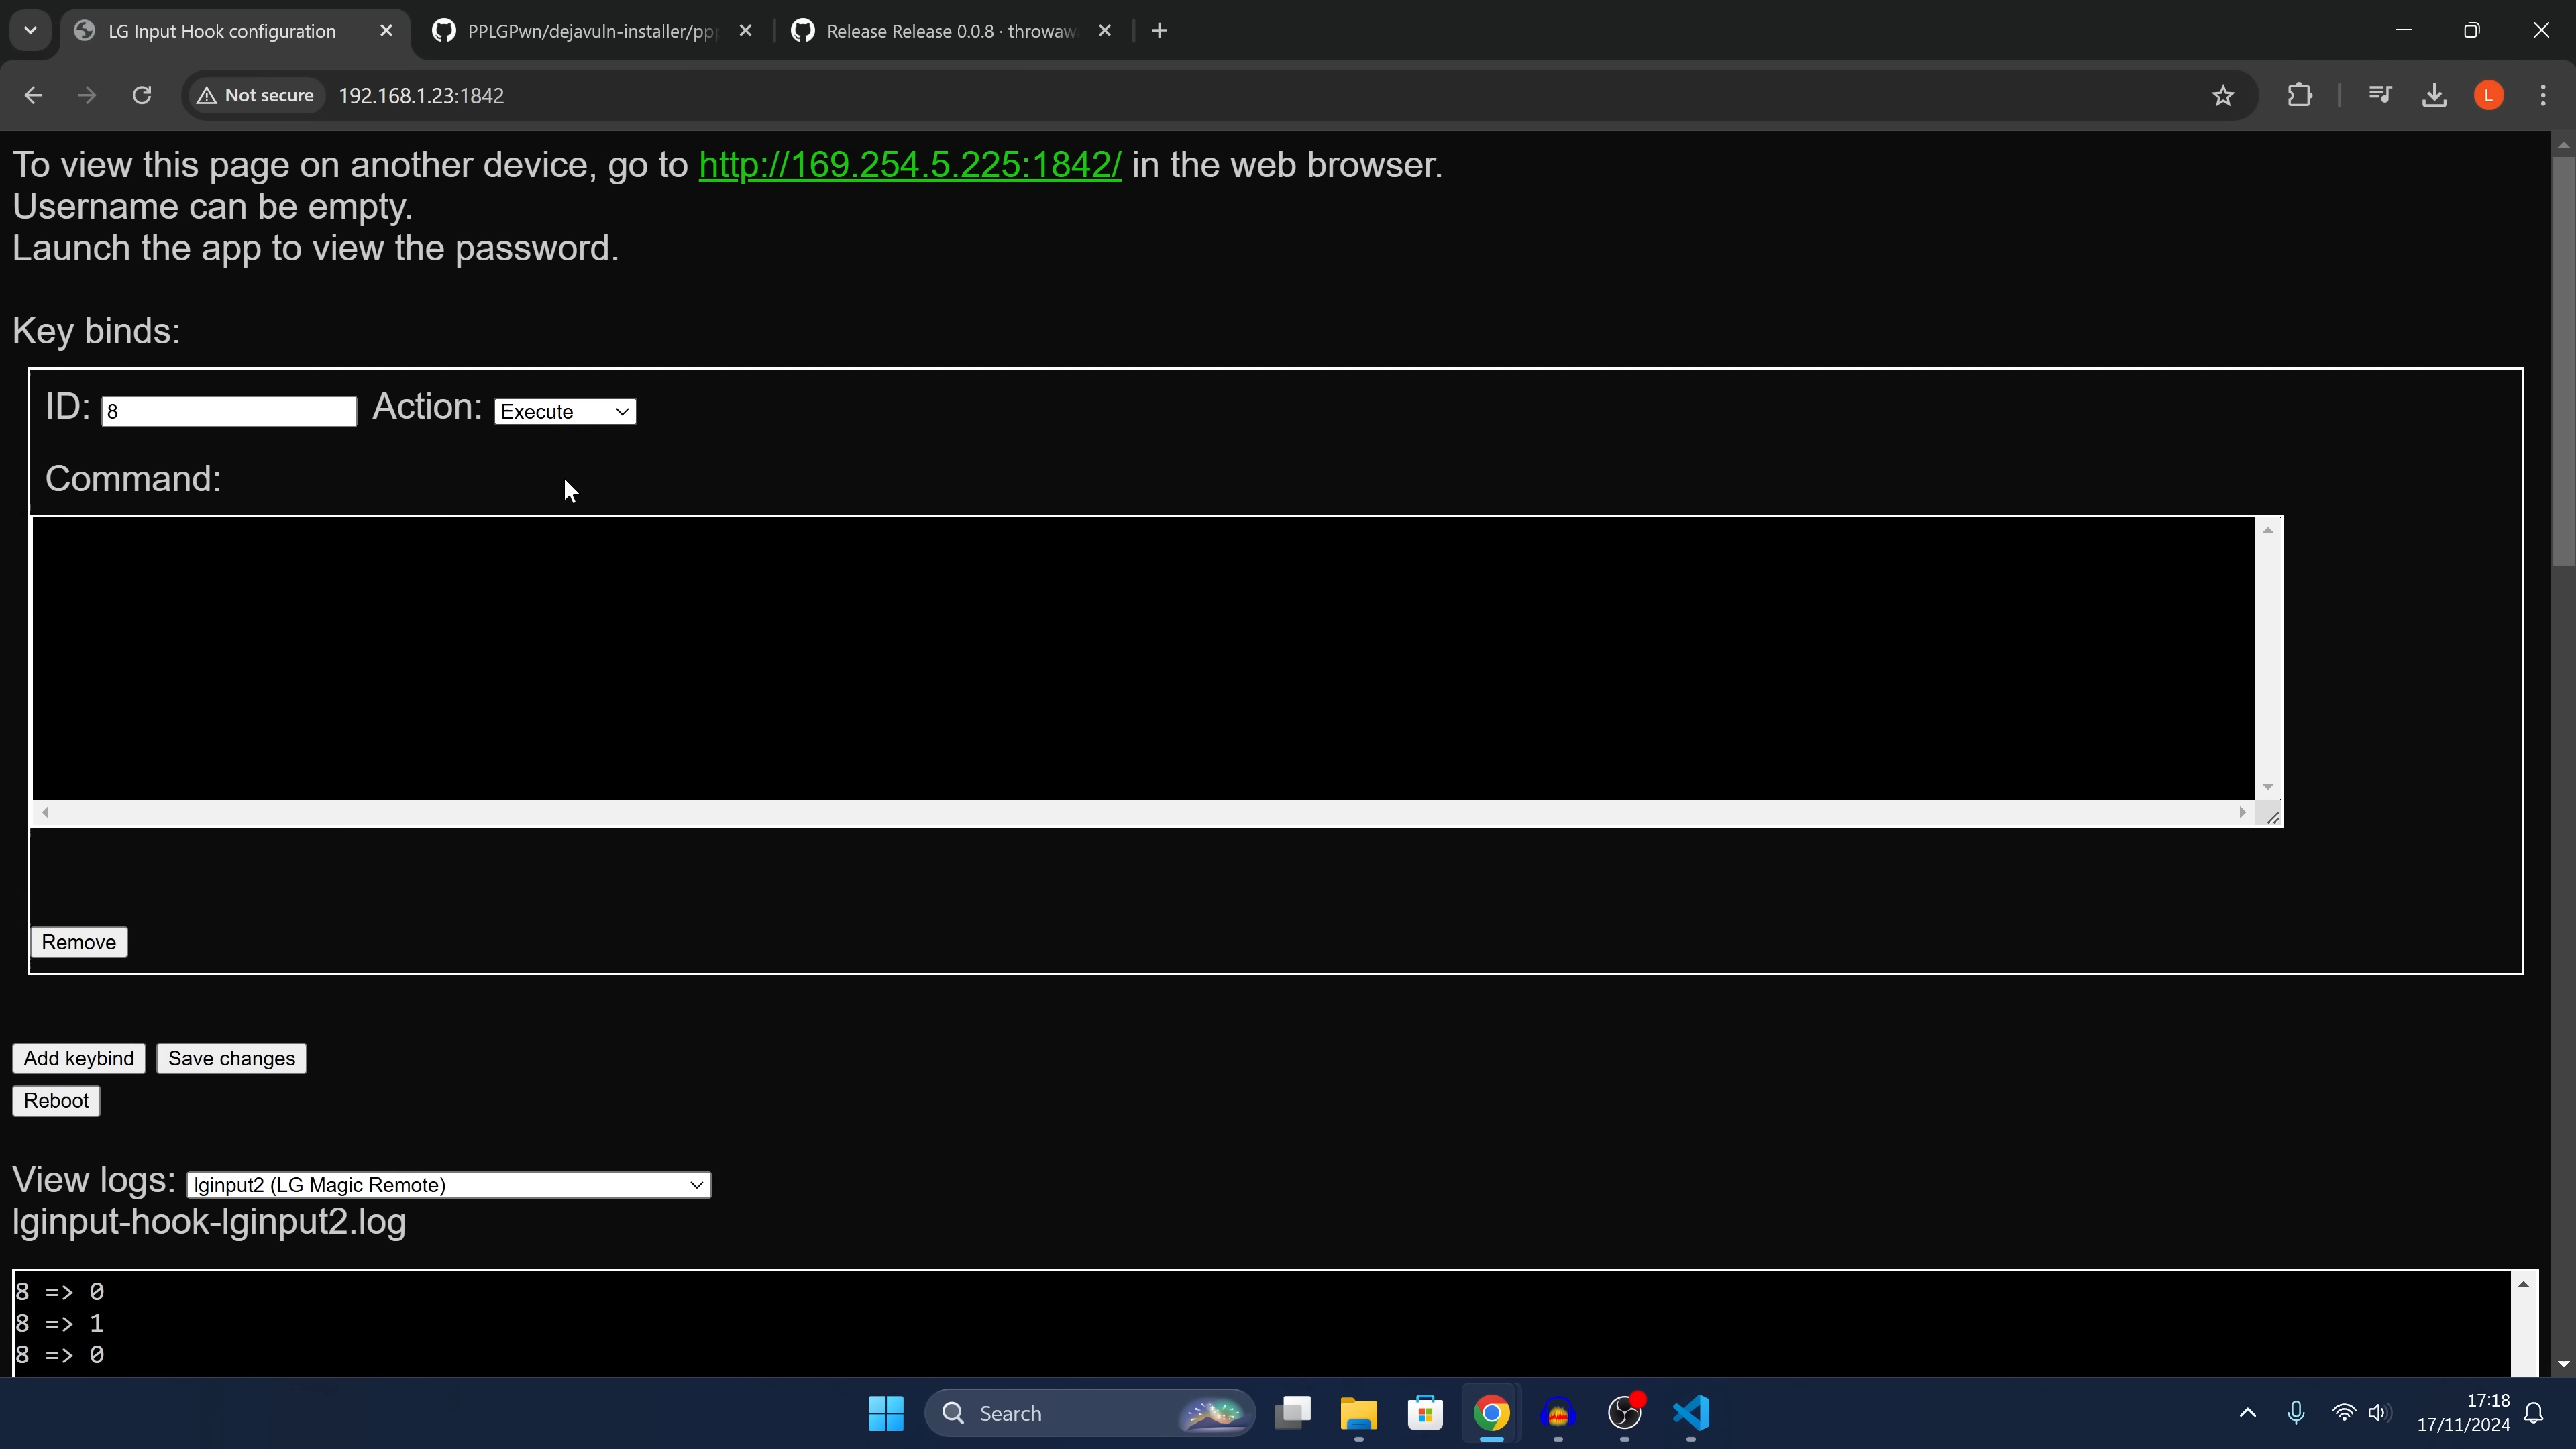 LG Input Hook configuration
PPLGPwn/dejavuln-installer/ppp
Release Release 0.0.8 · throwaw
Not secure
192.168.1.23:1842
L
To view this page on another device, go to http://169.254.5.225:1842/ in the web browser.
Username can be empty.
Launch the app to view the password.
Key binds:
ID: 8 Action: Execute
Command:
Remove
Add keybind Save changes
Reboot
View logs: lginput2 (LG Magic Remote)
lginput-hook-lginput2.log
8 => 0
8 => 1
8 => 0
Search
17:18
17/11/2024